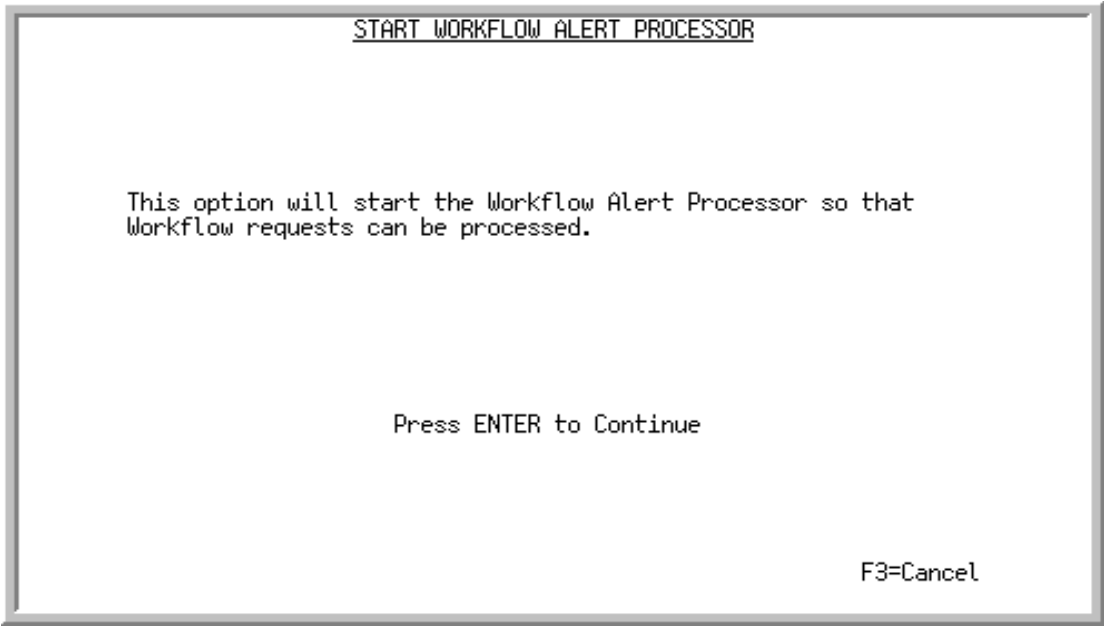 START WORKFLOW ALERT PROCESSOR
This option will start the Workflow Alert Processor so that
Workflow requests can be processed.
Press ENTER to Continue
F3=Cancel